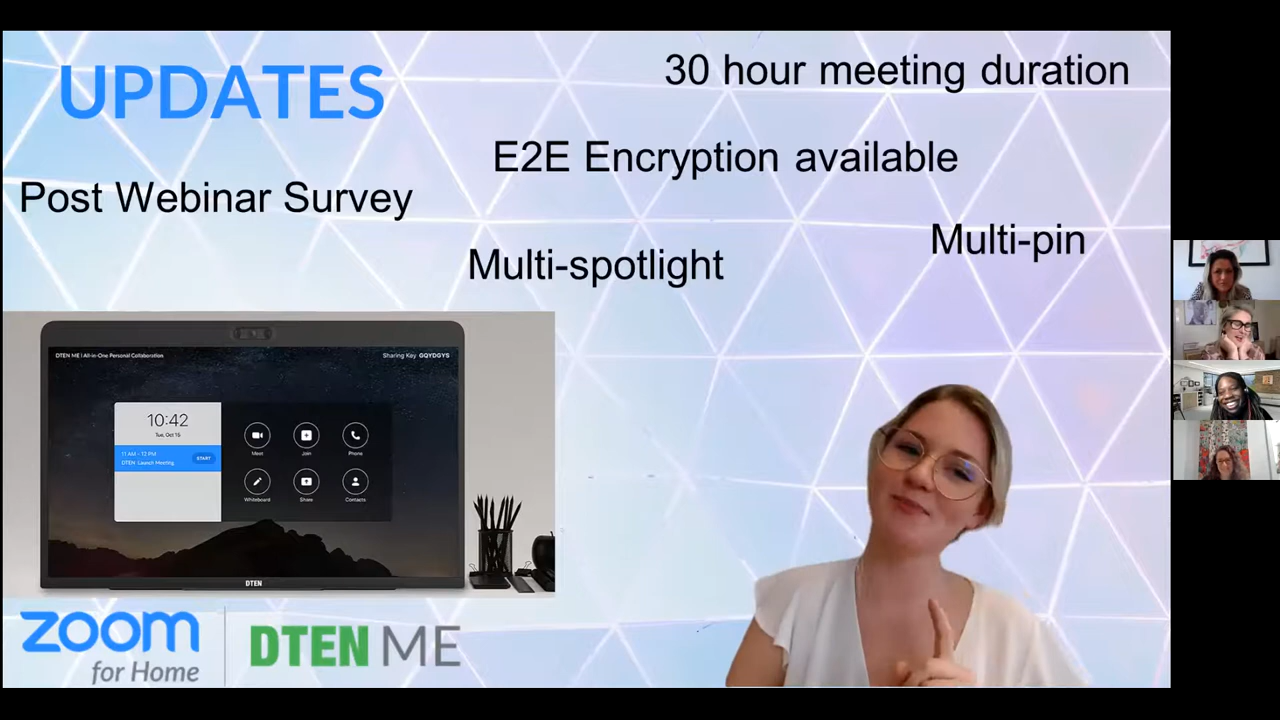 UPDATES
30 hour meeting duration
E2E Encryption available
Post Webinar Survey
Multi-pin
Multi-spotlight
DTEN ME | All-in-One Personal Collaboration
Sharing Key GQYDGYS
10:42
Tue, Oct 15
11 AM - 12 PM
DTEN Launch Meeting
START
Meet
Join
Phone
Whiteboard
Share
Contacts
DTEN
zoom
for Home
DTEN ME